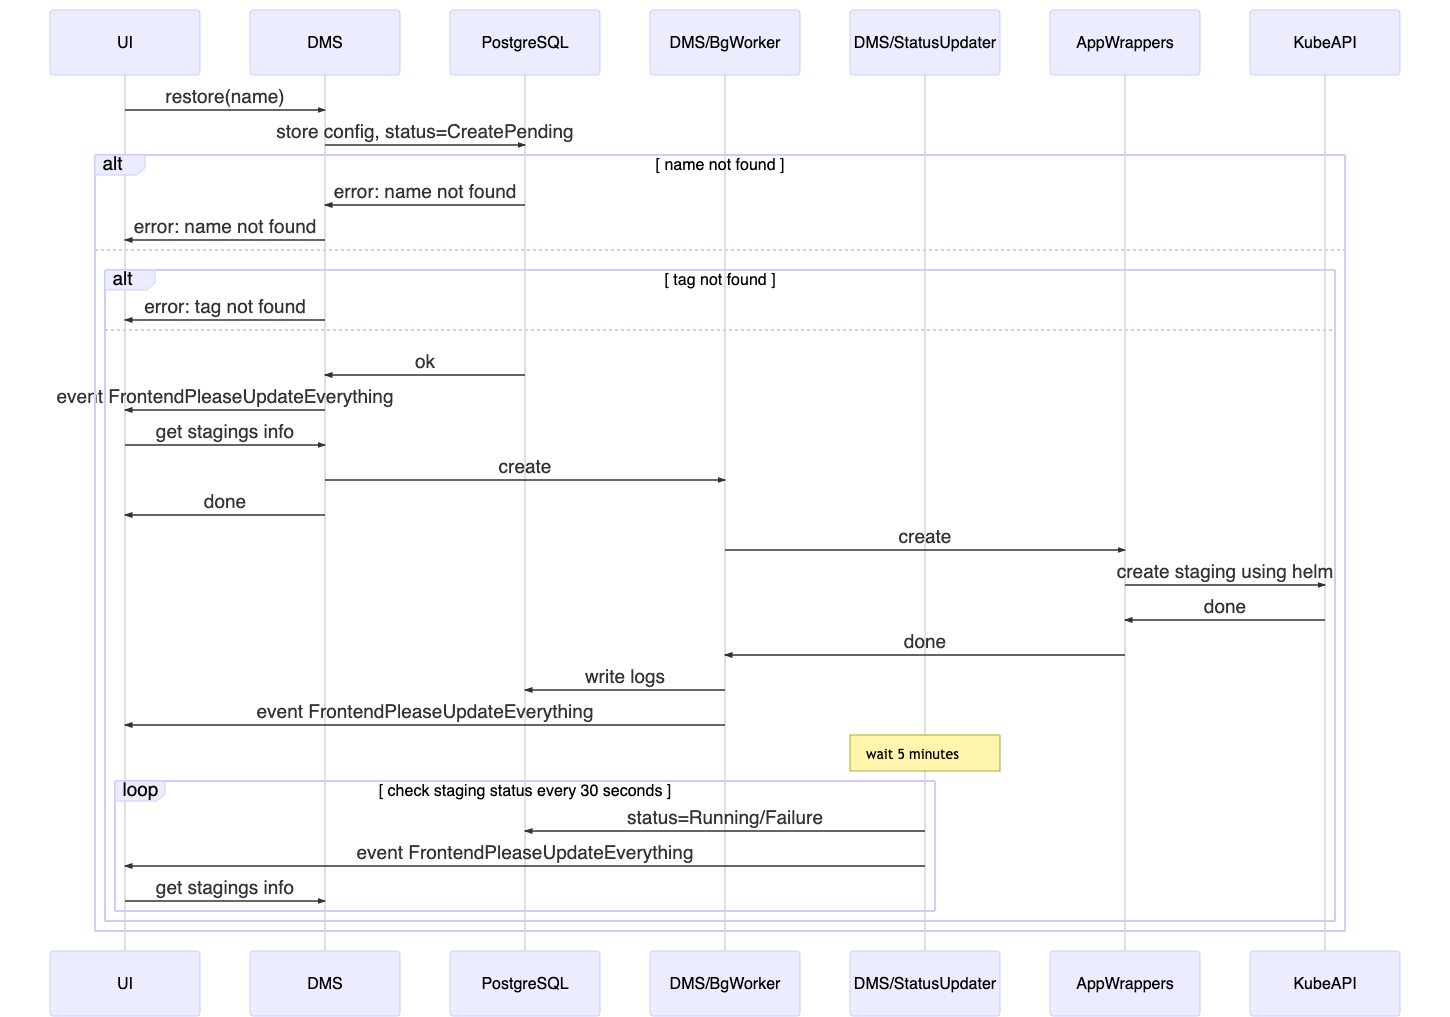 UI DMS PostgreSQL DMS/BgWorker DMS/StatusUpdater AppWrappers KubeAPI
restore(name)
store config, status=CreatePending
alt [ name not found ]
error: name not found
error: name not found
alt [ tag not found ]
error: tag not found
ok
event FrontendPleaseUpdateEverything
get stagings info
create
done
create
create staging using helm
done
done
write logs
event FrontendPleaseUpdateEverything
wait 5 minutes
loop [ check staging status every 30 seconds ]
status=Running/Failure
event FrontendPleaseUpdateEverything
get stagings info
UI DMS PostgreSQL DMS/BgWorker DMS/StatusUpdater AppWrappers KubeAPI